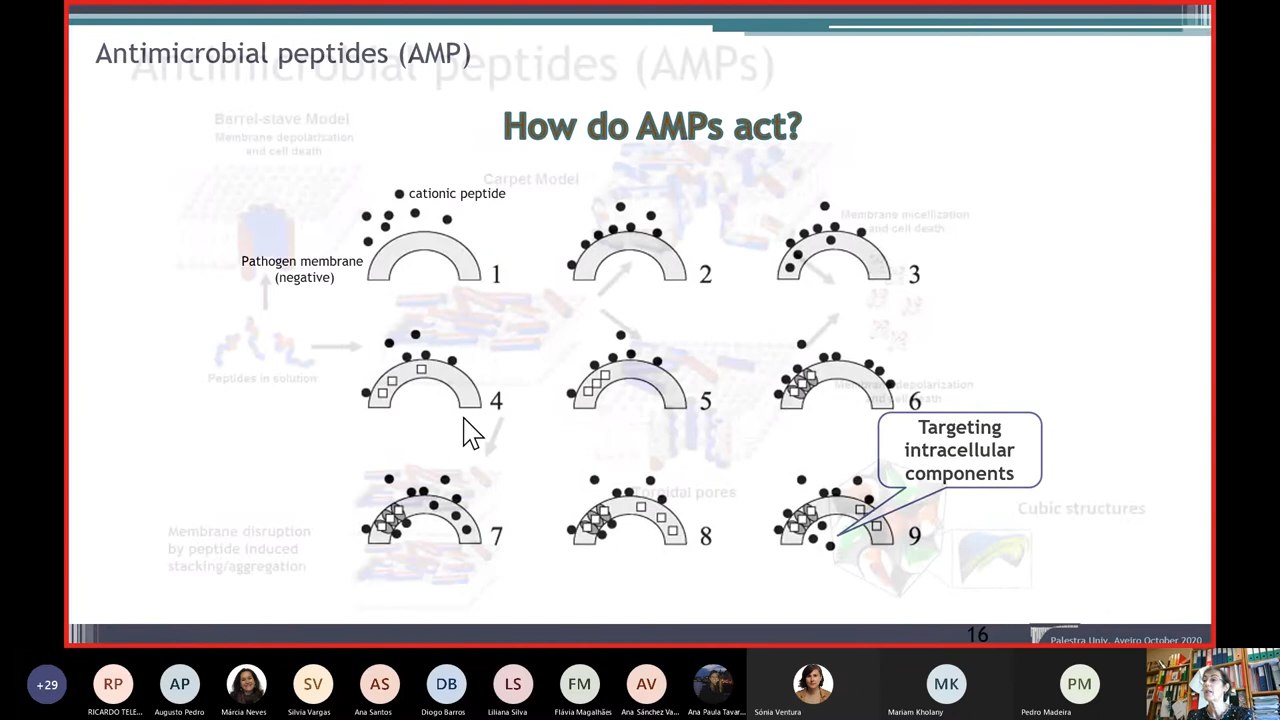 Antimicrobial peptides (AMP)
Antimicrobial peptides (AMPs)
How do AMPs act?
Barrel-stave Model
Membrane depolarisation
and cell death
Carpet Model
cationic peptide
Membrane micellization
and cell death
Pathogen membrane
(negative)
1
2
3
Peptides in solution
4
5
6
Membrane depolarization
and cell death
Targeting
intracellular
components
Toroidal pores
Cubic structures
Membrane disruption
by peptide induced
stacking/aggregation
7
8
9
16
Palestra Univ. Aveiro October 2020
+29
RP
AP
SV
AS
DB
LS
FM
AV
MK
PM
RICARDO TELE...
Augusto Pedro
Márcia Neves
Silvia Vargas
Ana Santos
Diogo Barros
Liliana Silva
Flávia Magalhães
Ana Sánchez Va...
Ana Paula Tavar...
Sónia Ventura
Mariam Kholany
Pedro Madeira